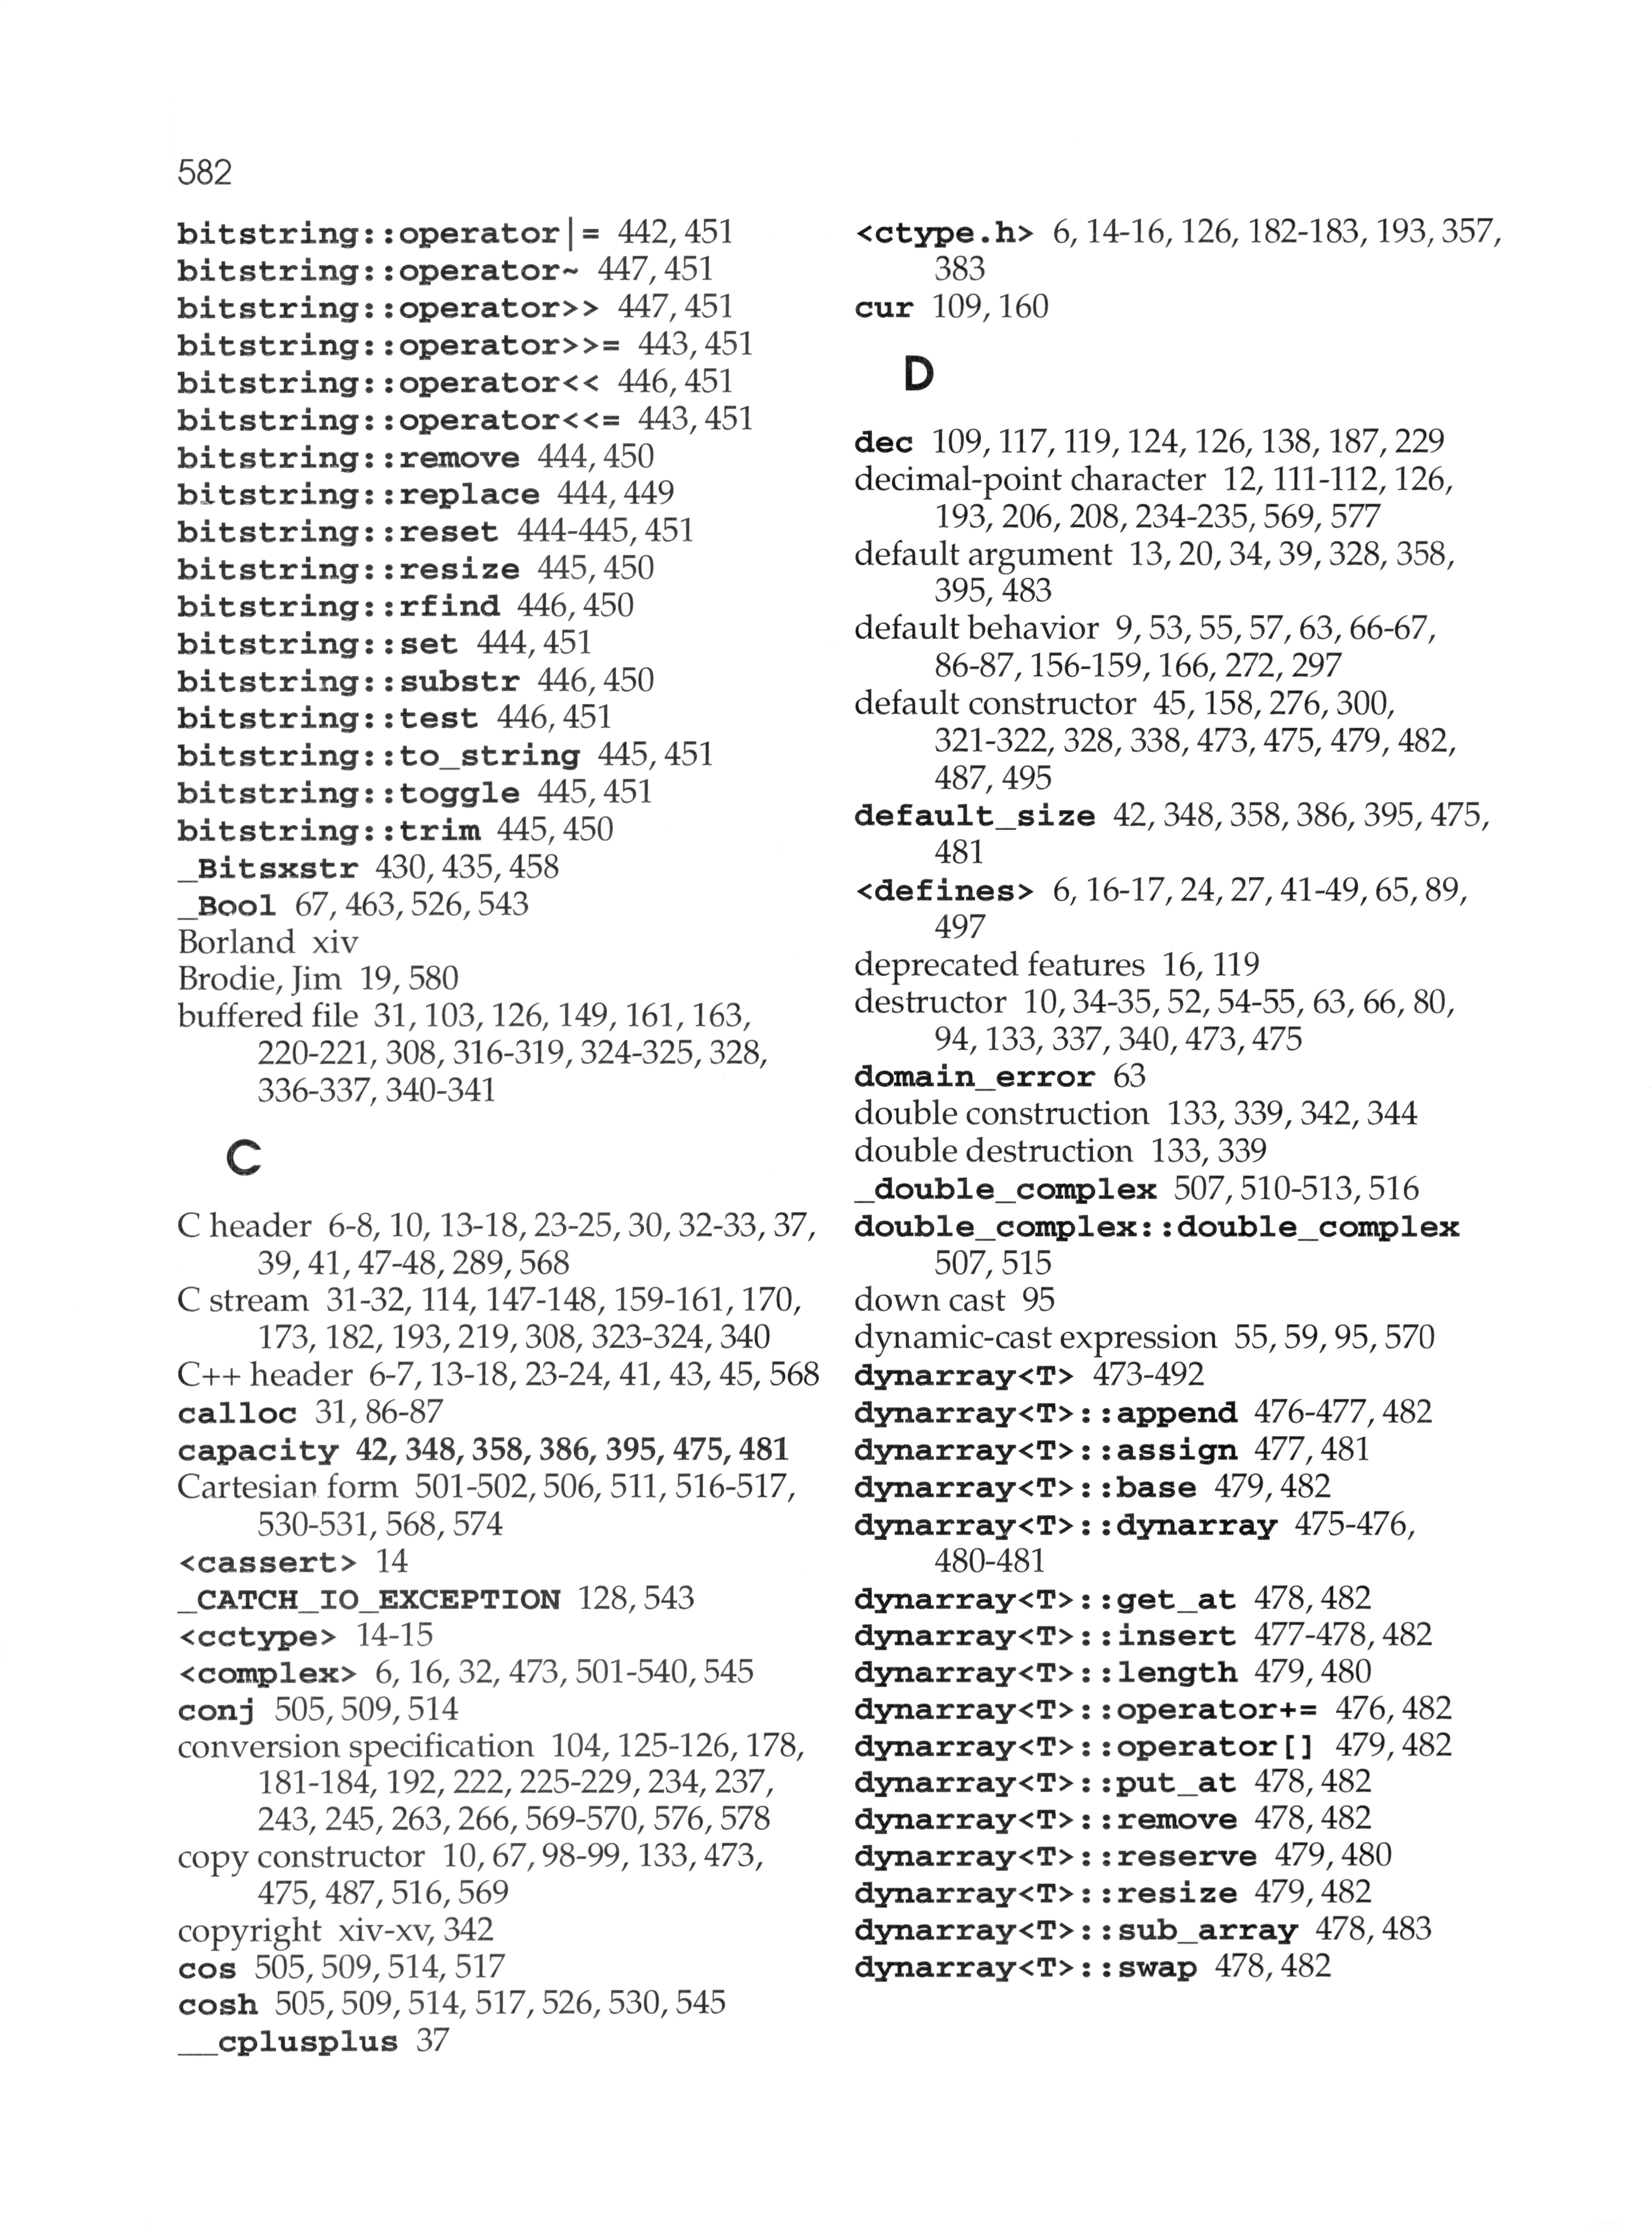 582
bitstring::operator|= 442, 451
bitstring::operator~ 447, 451
bitstring::operator>> 447, 451
bitstring::operator>>= 443, 451
bitstring::operator<< 446, 451
bitstring::operator<<= 443, 451
bitstring::remove 444, 450
bitstring::replace 444, 449
bitstring::reset 444-445, 451
bitstring::resize 445, 450
bitstring::rfind 446, 450
bitstring::set 444, 451
bitstring::substr 446, 450
bitstring::test 446, 451
bitstring::to_string 445, 451
bitstring::toggle 445, 451
bitstring::trim 445, 450
_Bitsxstr 430, 435, 458
_Bool 67, 463, 526, 543
Borland xiv
Brodie, Jim 19, 580
buffered file 31, 103, 126, 149, 161, 163,
220-221, 308, 316-319, 324-325, 328,
336-337, 340-341
C
C header 6-8, 10, 13-18, 23-25, 30, 32-33, 37,
39, 41, 47-48, 289, 568
C stream 31-32, 114, 147-148, 159-161, 170,
173, 182, 193, 219, 308, 323-324, 340
C++ header 6-7, 13-18, 23-24, 41, 43, 45, 568
calloc 31, 86-87
capacity 42, 348, 358, 386, 395, 475, 481
Cartesian form 501-502, 506, 511, 516-517,
530-531, 568, 574
<cassert> 14
_CATCH_IO_EXCEPTION 128, 543
<cctype> 14-15
<complex> 6, 16, 32, 473, 501-540, 545
conj 505, 509, 514
conversion specification 104, 125-126, 178,
181-184, 192, 222, 225-229, 234, 237,
243, 245, 263, 266, 569-570, 576, 578
copy constructor 10, 67, 98-99, 133, 473,
475, 487, 516, 569
copyright xiv-xv, 342
cos 505, 509, 514, 517
cosh 505, 509, 514, 517, 526, 530, 545
__cplusplus 37
<ctype.h> 6, 14-16, 126, 182-183, 193, 357,
383
cur 109, 160
D
dec 109, 117, 119, 124, 126, 138, 187, 229
decimal-point character 12, 111-112, 126,
193, 206, 208, 234-235, 569, 577
default argument 13, 20, 34, 39, 328, 358,
395, 483
default behavior 9, 53, 55, 57, 63, 66-67,
86-87, 156-159, 166, 272, 297
default constructor 45, 158, 276, 300,
321-322, 328, 338, 473, 475, 479, 482,
487, 495
default_size 42, 348, 358, 386, 395, 475,
481
<defines> 6, 16-17, 24, 27, 41-49, 65, 89,
497
deprecated features 16, 119
destructor 10, 34-35, 52, 54-55, 63, 66, 80,
94, 133, 337, 340, 473, 475
domain_error 63
double construction 133, 339, 342, 344
double destruction 133, 339
_double_complex 507, 510-513, 516
double_complex::double_complex
507, 515
down cast 95
dynamic-cast expression 55, 59, 95, 570
dynarray<T> 473-492
dynarray<T>::append 476-477, 482
dynarray<T>::assign 477, 481
dynarray<T>::base 479, 482
dynarray<T>::dynarray 475-476,
480-481
dynarray<T>::get_at 478, 482
dynarray<T>::insert 477-478, 482
dynarray<T>::length 479, 480
dynarray<T>::operator+= 476, 482
dynarray<T>::operator[] 479, 482
dynarray<T>::put_at 478, 482
dynarray<T>::remove 478, 482
dynarray<T>::reserve 479, 480
dynarray<T>::resize 479, 482
dynarray<T>::sub_array 478, 483
dynarray<T>::swap 478, 482